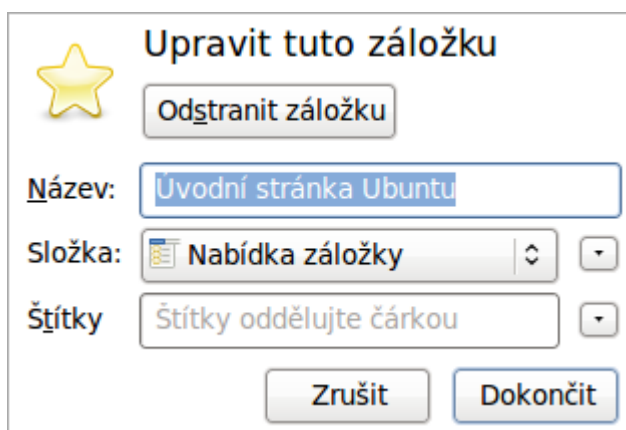 Upravit tuto záložku
Odstranit záložku
Název: Úvodní stránka Ubuntu
Složka: Nabídka záložky
Štítky Štítky oddělujte čárkou
Zrušit Dokončit